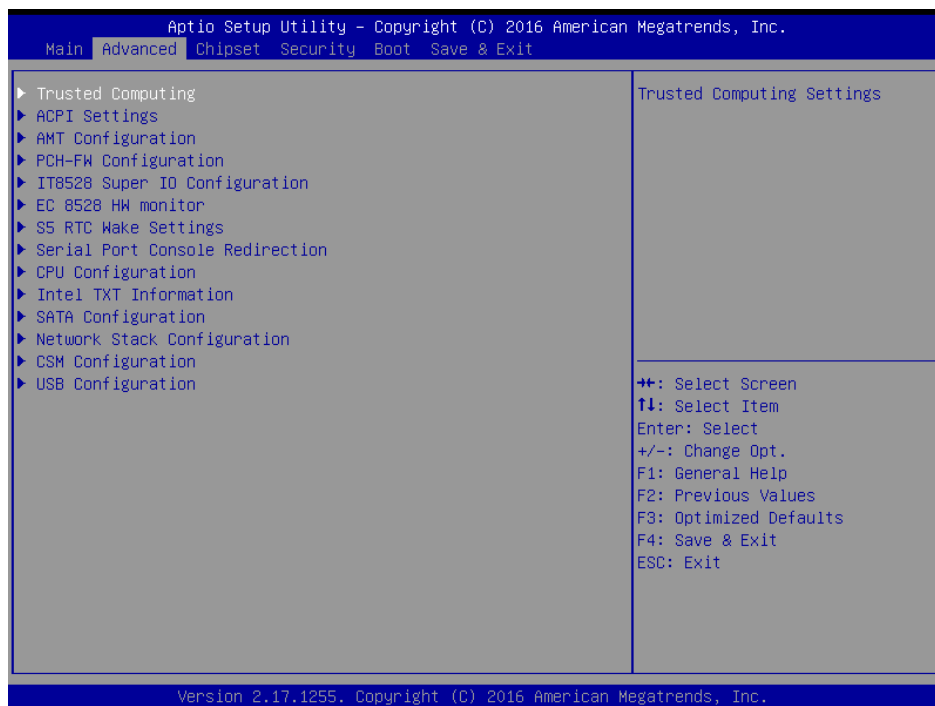 Aptio Setup Utility – Copyright (C) 2016 American Megatrends, Inc.
Main Advanced Chipset Security Boot Save & Exit
Trusted Computing
ACPI Settings
AMT Configuration
PCH-FW Configuration
IT8528 Super IO Configuration
EC 8528 HW monitor
S5 RTC Wake Settings
Serial Port Console Redirection
CPU Configuration
Intel TXT Information
SATA Configuration
Network Stack Configuration
CSM Configuration
USB Configuration
Trusted Computing Settings
→←: Select Screen
↑↓: Select Item
Enter: Select
+/-: Change Opt.
F1: General Help
F2: Previous Values
F3: Optimized Defaults
F4: Save & Exit
ESC: Exit
Version 2.17.1255. Copyright (C) 2016 American Megatrends, Inc.